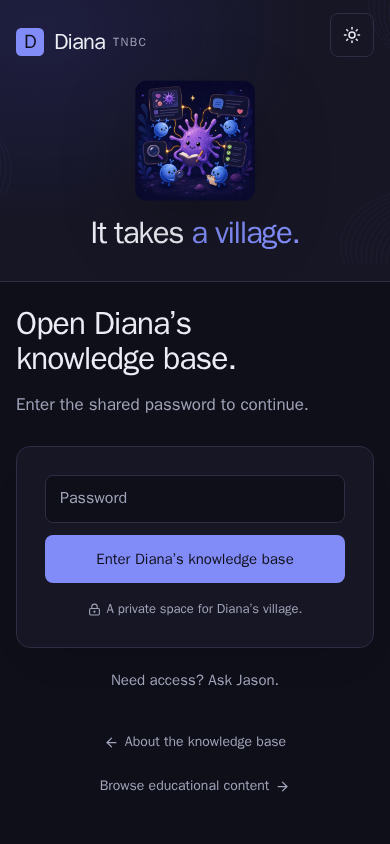 D Diana TNBC
It takes a village.
Open Diana's
knowledge base.
Enter the shared password to continue.
Password
Enter Diana's knowledge base
A private space for Diana's village.
Need access? Ask Jason.
← About the knowledge base
Browse educational content →